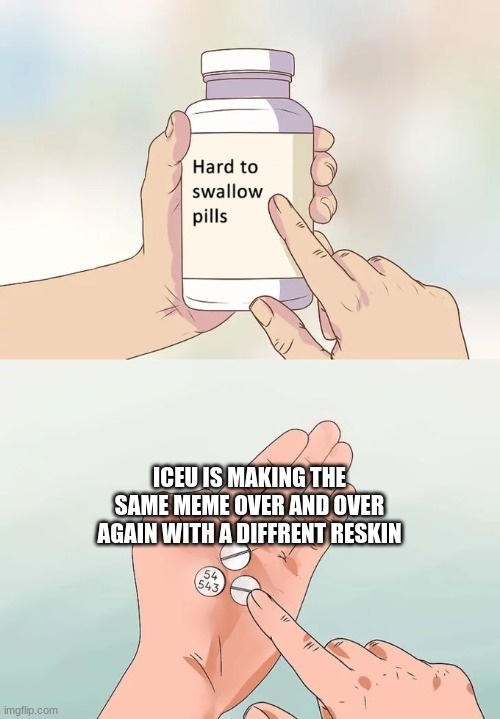 Hard to
swallow
pills
ICEU IS MAKING THE
SAME MEME OVER AND OVER
AGAIN WITH A DIFFRENT RESKIN
54
543
imgflip.com